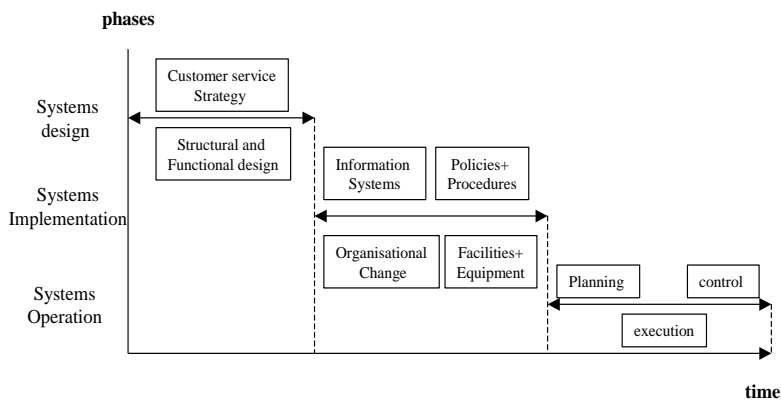 phases
Customer service
Strategy
Systems
design
Structural and
Functional design
Information
Systems
Policies+
Procedures
Systems
Implementation
Organisational
Change
Facilities+
Equipment
Planning
control
Systems
Operation
execution
time